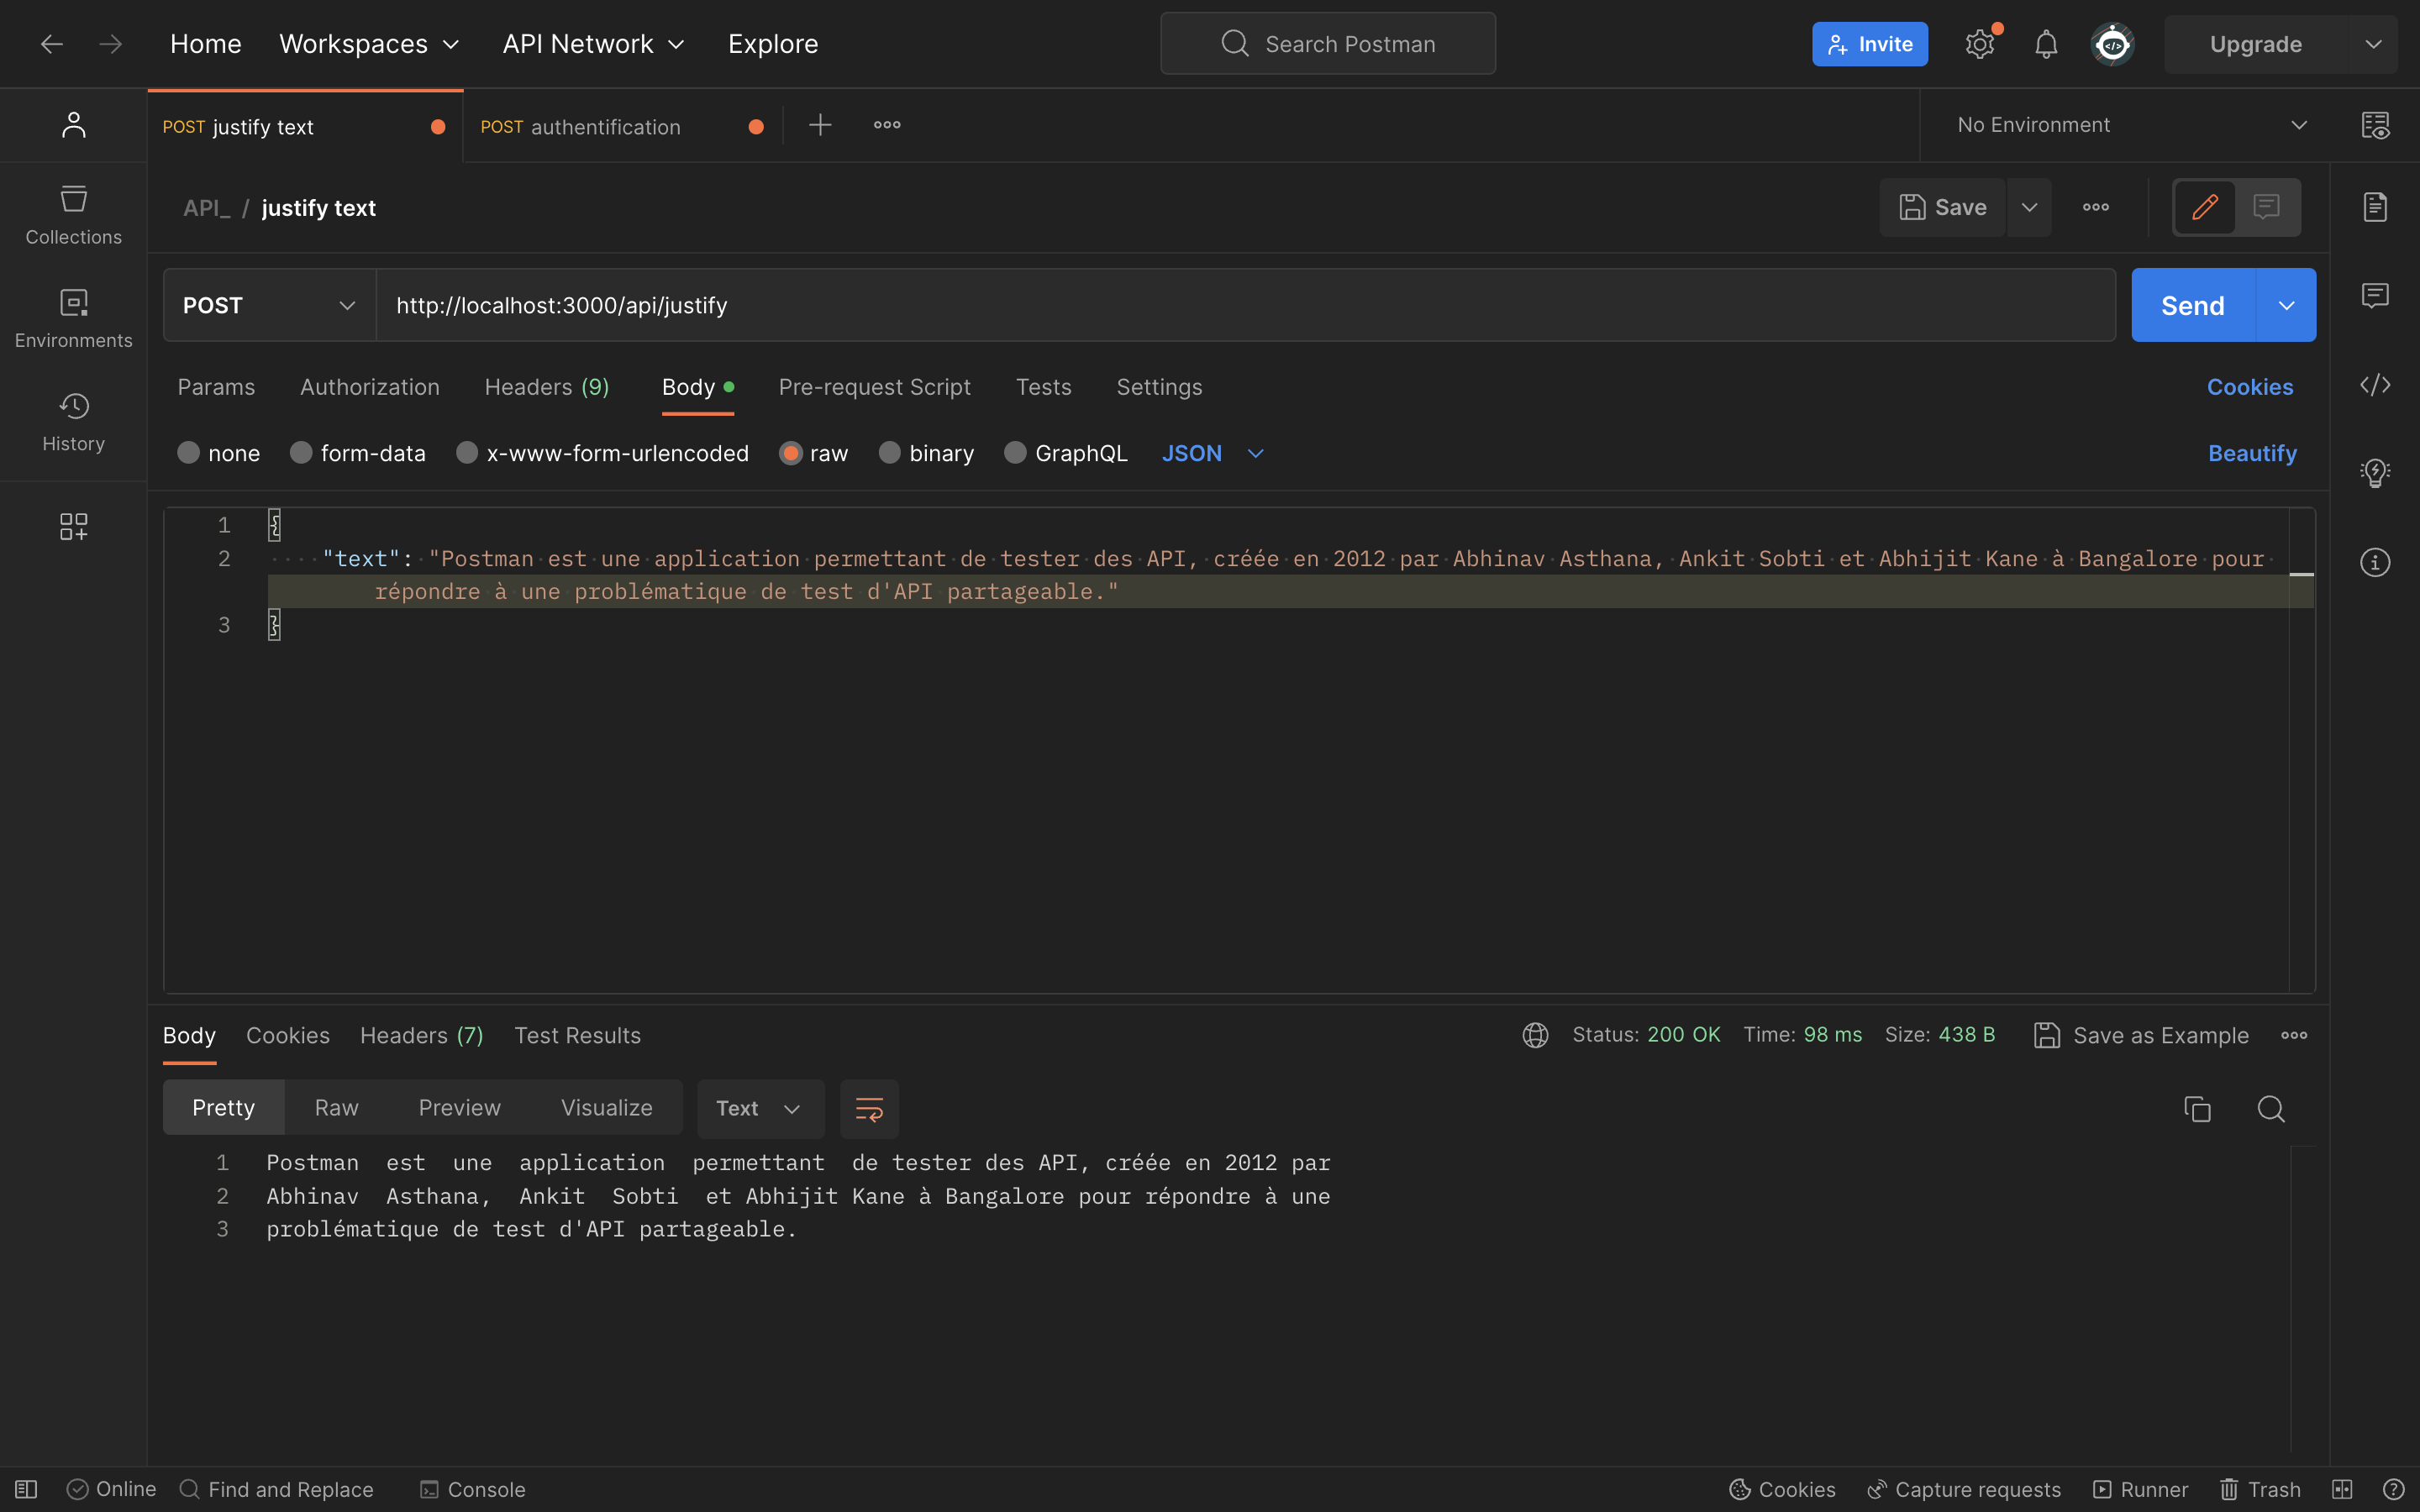 Home Workspaces API Network Explore Search Postman Invite Upgrade
POST justify text POST authentification No Environment
API_ / justify text Save
Collections
Environments
History
POST http://localhost:3000/api/justify Send
Params Authorization Headers (9) Body Pre-request Script Tests Settings Cookies
none form-data x-www-form-urlencoded raw binary GraphQL JSON Beautify
1 {
2 "text": "Postman est une application permettant de tester des API, créée en 2012 par Abhinav Asthana, Ankit Sobti et Abhijit Kane à Bangalore pour
répondre à une problématique de test d'API partageable."
3 }
Body Cookies Headers (7) Test Results Status: 200 OK Time: 98 ms Size: 438 B Save as Example
Pretty Raw Preview Visualize Text
1 Postman  est  une  application  permettant  de tester des API, créée en 2012 par
2 Abhinav  Asthana,  Ankit  Sobti  et Abhijit Kane à Bangalore pour répondre à une
3 problématique de test d'API partageable.
Online Find and Replace Console Cookies Capture requests Runner Trash